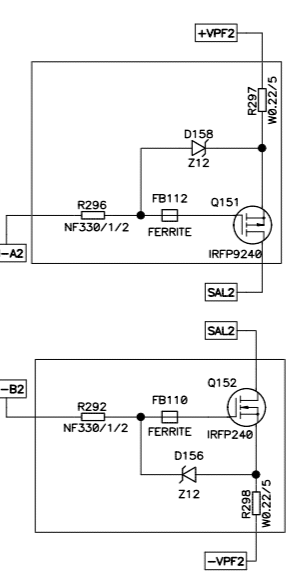 +VPF2
R297
W0.22/5
D158
Z12
R296
NF330/1/2
FB112
FERRITE
Q151
IRFP9240
-A2
SAL2
SAL2
-B2
R292
NF330/1/2
FB110
FERRITE
Q152
IRFP240
D156
Z12
R298
W0.22/5
-VPF2